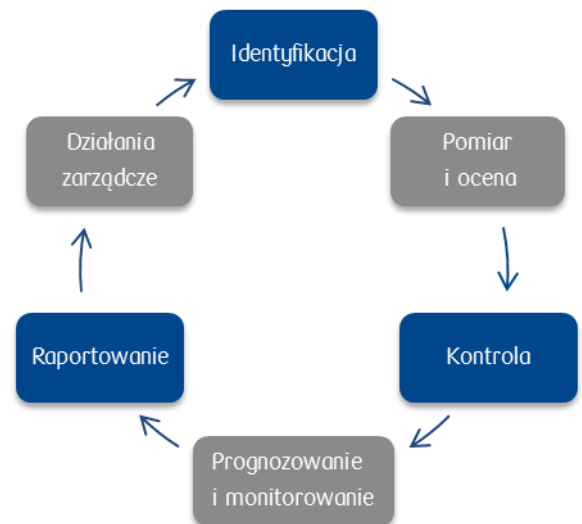 Identyfikacja
Pomiar
i ocena
Kontrola
Prognozowanie
i monitorowanie
Raportowanie
Działania
zarządcze